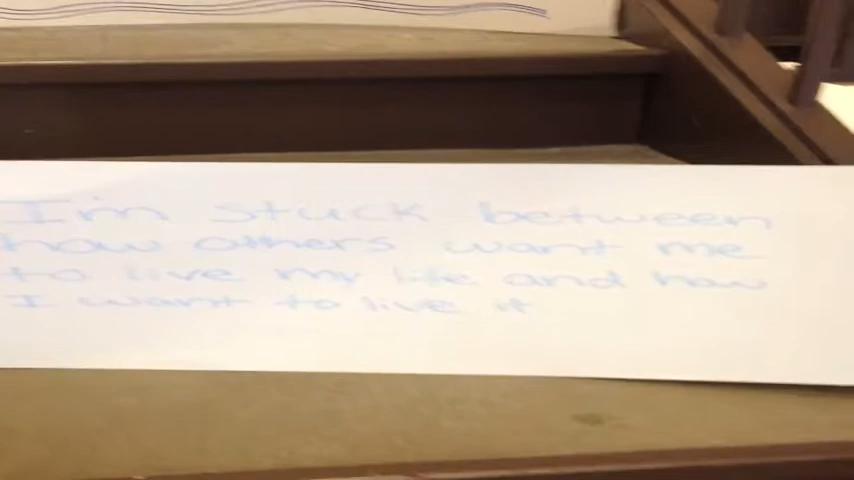 I'm stuck between
how others want me
to live my life and how
I want to live it